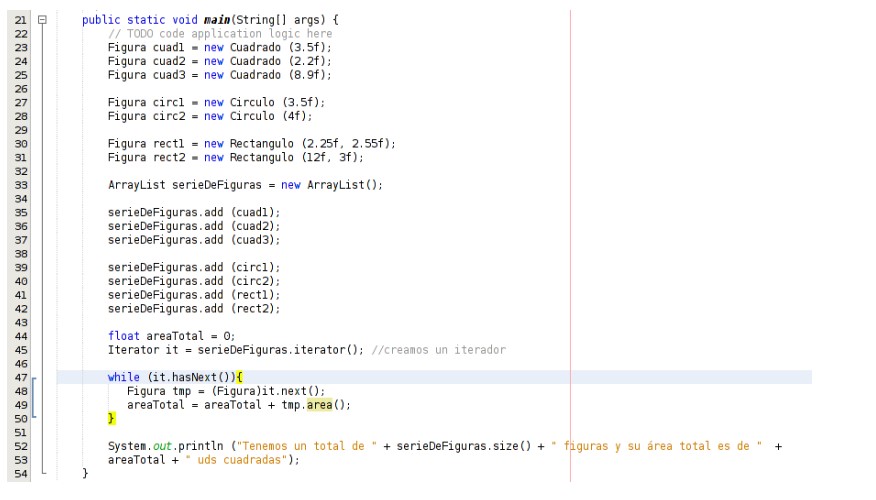 21 public static void main(String[] args) {
22 // TODO code application logic here
23 Figura cuad1 = new Cuadrado (3.5f);
24 Figura cuad2 = new Cuadrado (2.2f);
25 Figura cuad3 = new Cuadrado (8.9f);
26
27 Figura circ1 = new Circulo (3.5f);
28 Figura circ2 = new Circulo (4f);
29
30 Figura rect1 = new Rectangulo (2.25f, 2.55f);
31 Figura rect2 = new Rectangulo (12f, 3f);
32
33 ArrayList serieDeFiguras = new ArrayList();
34
35 serieDeFiguras.add (cuad1);
36 serieDeFiguras.add (cuad2);
37 serieDeFiguras.add (cuad3);
38
39 serieDeFiguras.add (circ1);
40 serieDeFiguras.add (circ2);
41 serieDeFiguras.add (rect1);
42 serieDeFiguras.add (rect2);
43
44 float areaTotal = 0;
45 Iterator it = serieDeFiguras.iterator(); //creamos un iterador
46
47 while (it.hasNext()){
48 Figura tmp = (Figura)it.next();
49 areaTotal = areaTotal + tmp.area();
50 }
51
52 System.out.println ("Tenemos un total de " + serieDeFiguras.size() + " figuras y su área total es de " +
53 areaTotal + " uds cuadradas");
54 }